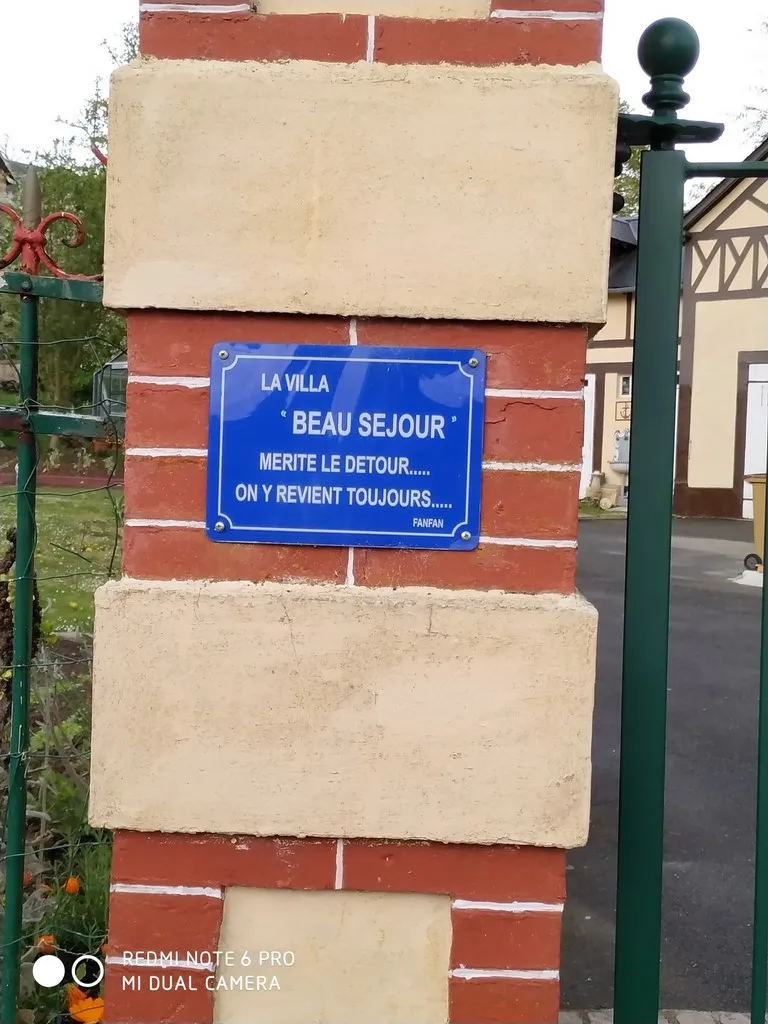 LA VILLA
" BEAU SEJOUR "
MERITE LE DETOUR.....
ON Y REVIENT TOUJOURS.....
FANFAN
REDMI NOTE 6 PRO
MI DUAL CAMERA